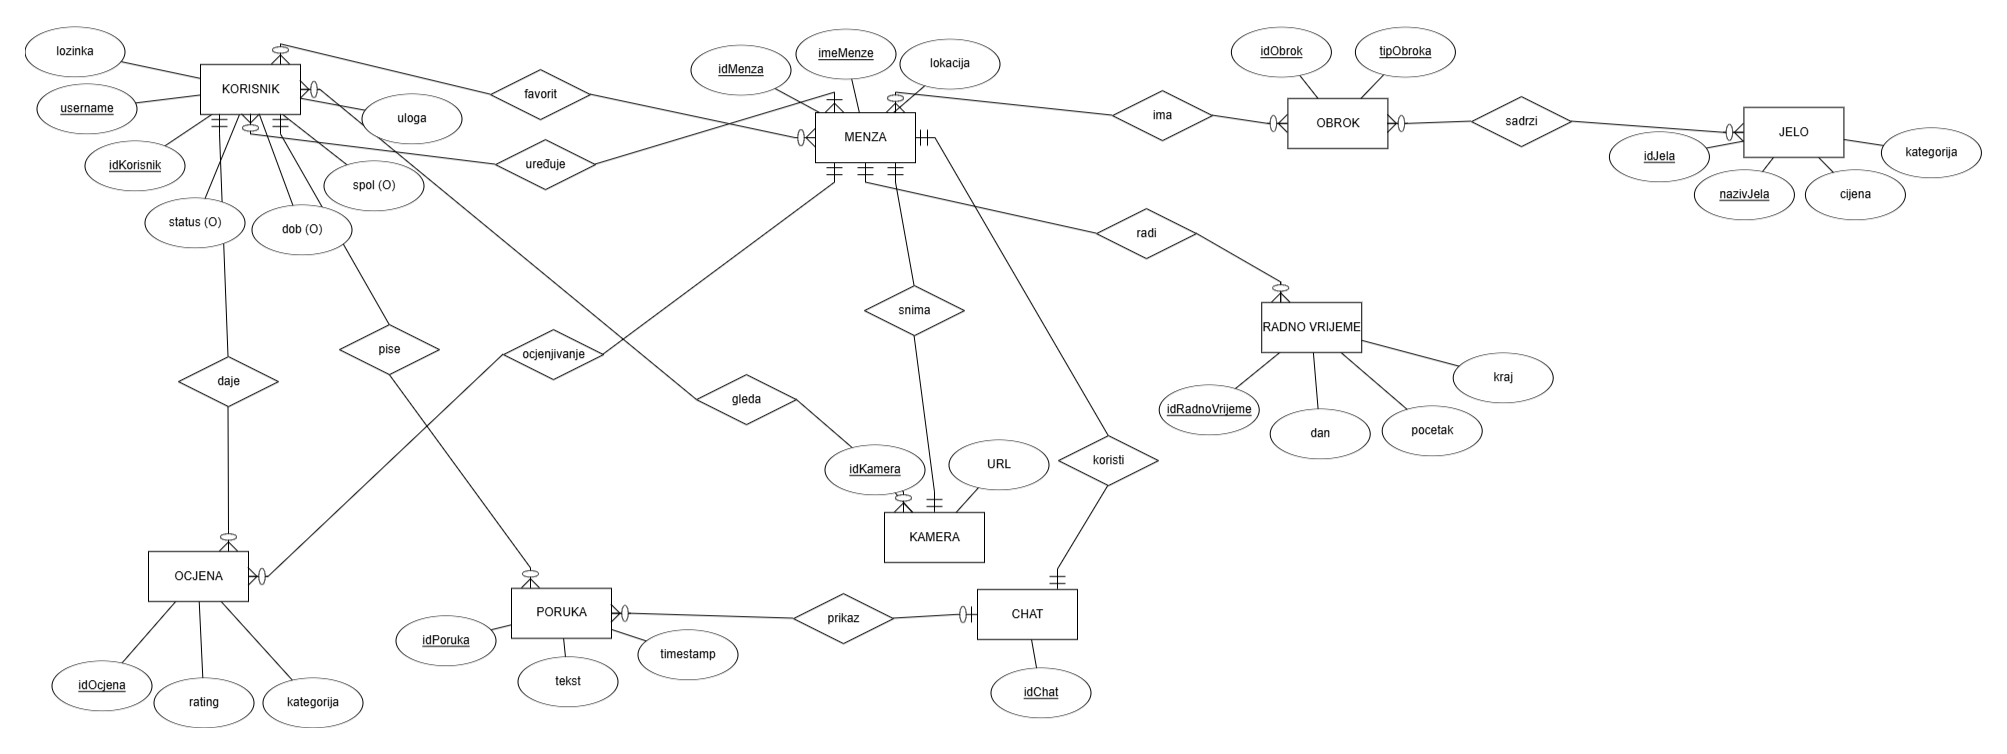 lozinka
username
idKorisnik
KORISNIK
uloga
spol (O)
status (O)
dob (O)
favorit
uređuje
idMenza
imeMenze
lokacija
MENZA
ima
idObrok
tipObroka
OBROK
sadrzi
JELO
idJela
nazivJela
cijena
kategorija
radi
snima
RADNO VRIJEME
idRadnoVrijeme
dan
pocetak
kraj
daje
pise
ocjenjivanje
gleda
idKamera
URL
koristi
KAMERA
OCJENA
idOcjena
rating
kategorija
PORUKA
idPoruka
tekst
timestamp
prikaz
CHAT
idChat